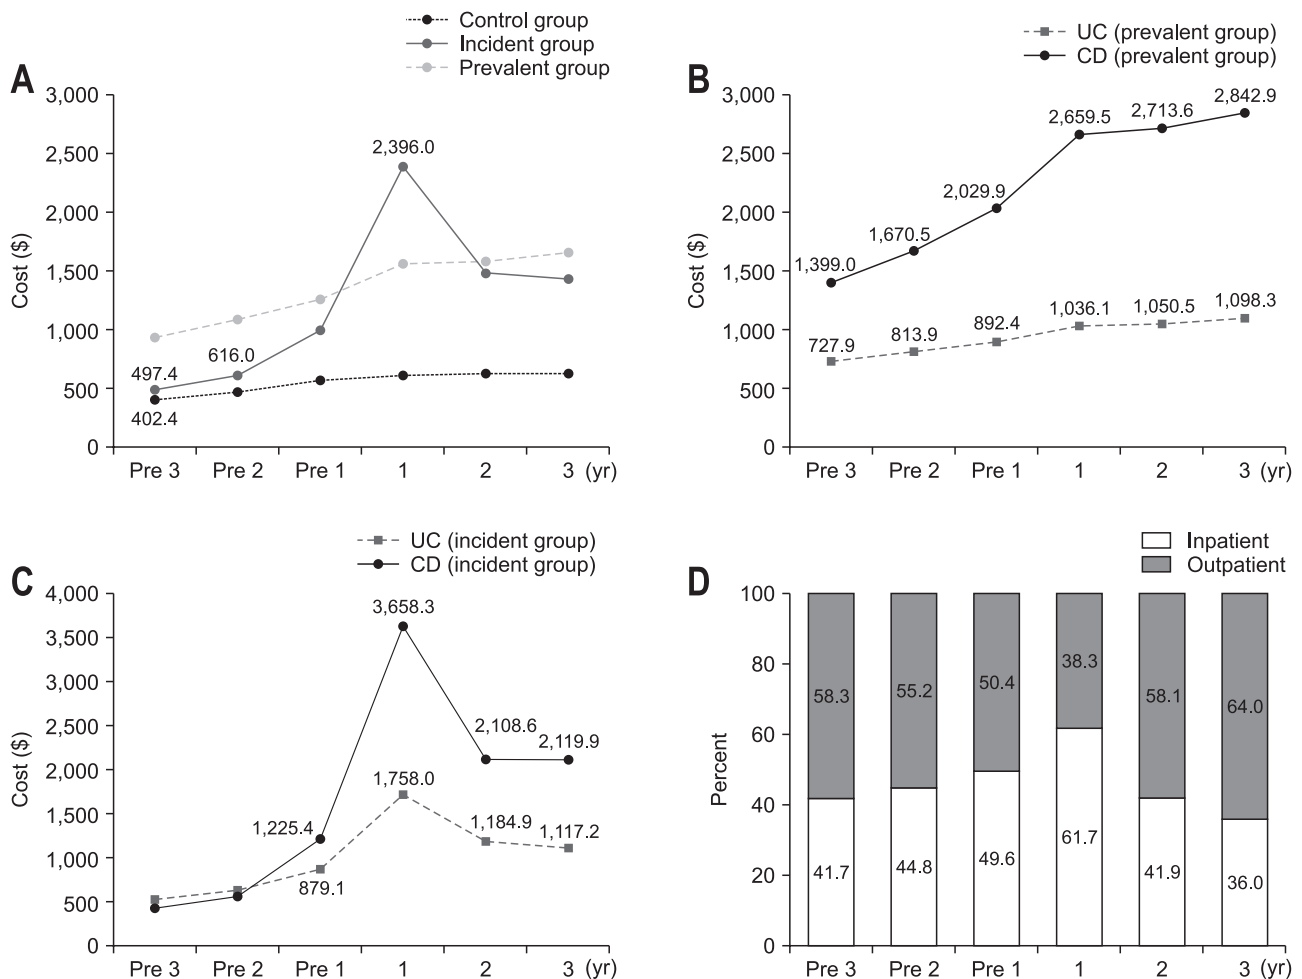 A
Control group
Incident group
Prevalent group
Cost ($)
3,000
2,500
2,000
1,500
1,000
500
0
2,396.0
616.0
497.4
402.4
Pre 3 Pre 2 Pre 1 1 2 3 (yr)
B
UC (prevalent group)
CD (prevalent group)
Cost ($)
3,000
2,500
2,000
1,500
1,000
500
0
1,399.0 1,670.5 2,029.9 2,659.5 2,713.6 2,842.9
727.9 813.9 892.4 1,036.1 1,050.5 1,098.3
Pre 3 Pre 2 Pre 1 1 2 3 (yr)
C
UC (incident group)
CD (incident group)
Cost ($)
4,000
3,500
3,000
2,500
2,000
1,500
1,000
500
0
1,225.4 3,658.3 2,108.6 2,119.9
879.1 1,758.0 1,184.9 1,117.2
Pre 3 Pre 2 Pre 1 1 2 3 (yr)
D
Inpatient
Outpatient
Percent
100
80
60
40
20
0
58.3 55.2 50.4 38.3 58.1 64.0
41.7 44.8 49.6 61.7 41.9 36.0
Pre 3 Pre 2 Pre 1 1 2 3 (yr)